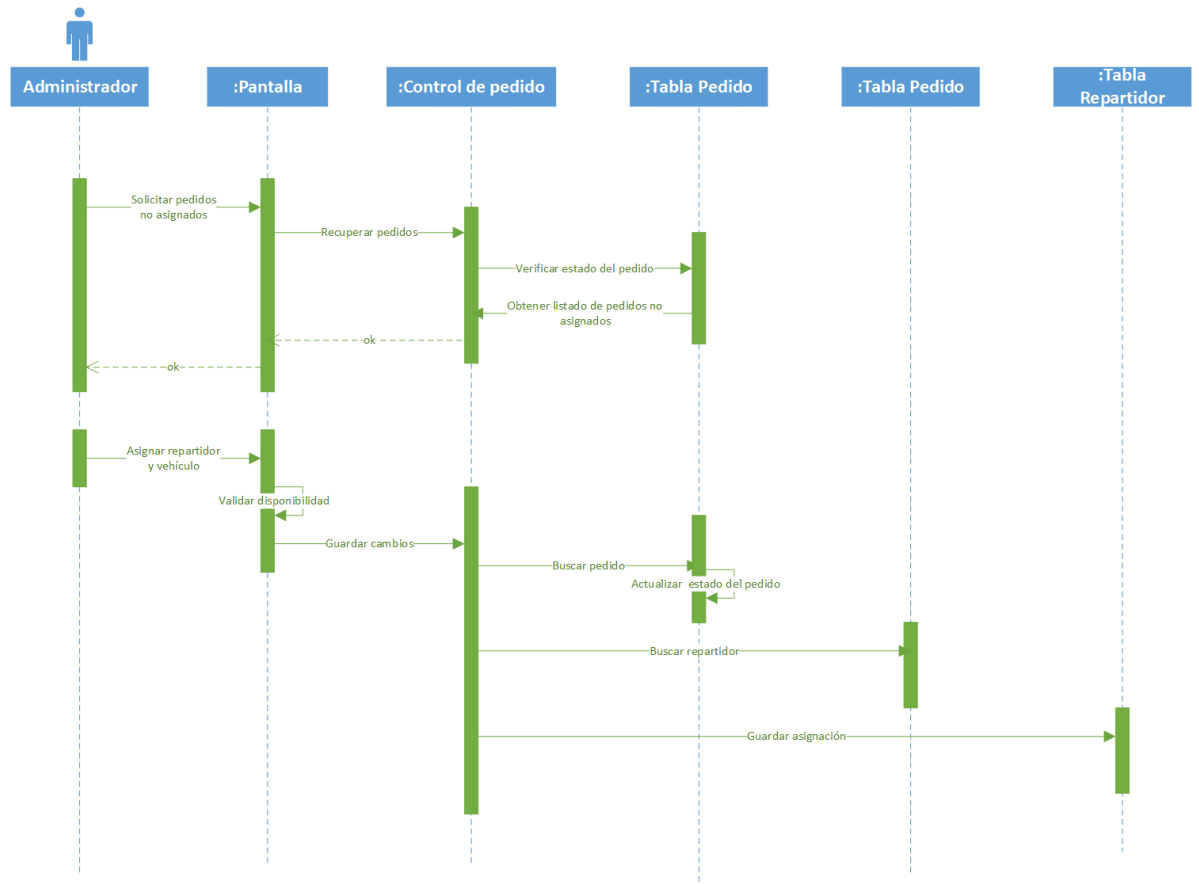 Administrador
:Pantalla
:Control de pedido
:Tabla Pedido
:Tabla Pedido
:Tabla
Repartidor
Solicitar pedidos
no asignados
Recuperar pedidos
Verificar estado del pedido
Obtener listado de pedidos no
asignados
ok
ok
Asignar repartidor
y vehículo
Validar disponibilidad
Guardar cambios
Buscar pedido
Actualizar estado del pedido
Buscar repartidor
Guardar asignación